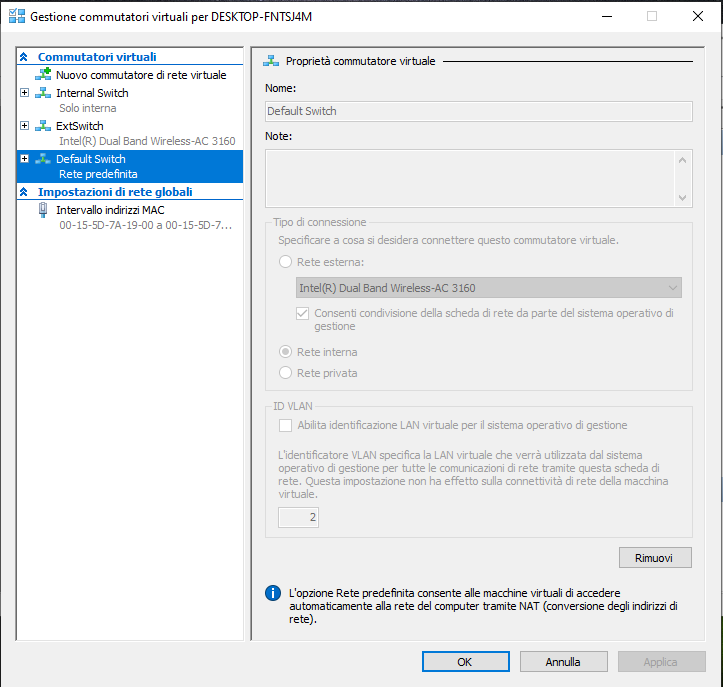 Gestione commutatori virtuali per DESKTOP-FNTSJ4M
Commutatori virtuali
Nuovo commutatore di rete virtuale
Internal Switch
Solo interna
ExtSwitch
Intel(R) Dual Band Wireless-AC 3160
Default Switch
Rete predefinita
Impostazioni di rete globali
Intervallo indirizzi MAC
00-15-5D-7A-19-00 a 00-15-5D-7...
Proprietà commutatore virtuale
Nome:
Default Switch
Note:
Tipo di connessione
Specificare a cosa si desidera connettere questo commutatore virtuale.
Rete esterna:
Intel(R) Dual Band Wireless-AC 3160
Consenti condivisione della scheda di rete da parte del sistema operativo di
gestione
Rete interna
Rete privata
ID VLAN
Abilita identificazione LAN virtuale per il sistema operativo di gestione
L'identificatore VLAN specifica la LAN virtuale che verrà utilizzata dal sistema
operativo di gestione per tutte le comunicazioni di rete tramite questa scheda di
rete. Questa impostazione non ha effetto sulla connettività di rete della macchina
virtuale.
2
Rimuovi
L'opzione Rete predefinita consente alle macchine virtuali di accedere
automaticamente alla rete del computer tramite NAT (conversione degli indirizzi di
rete).
OK
Annulla
Applica